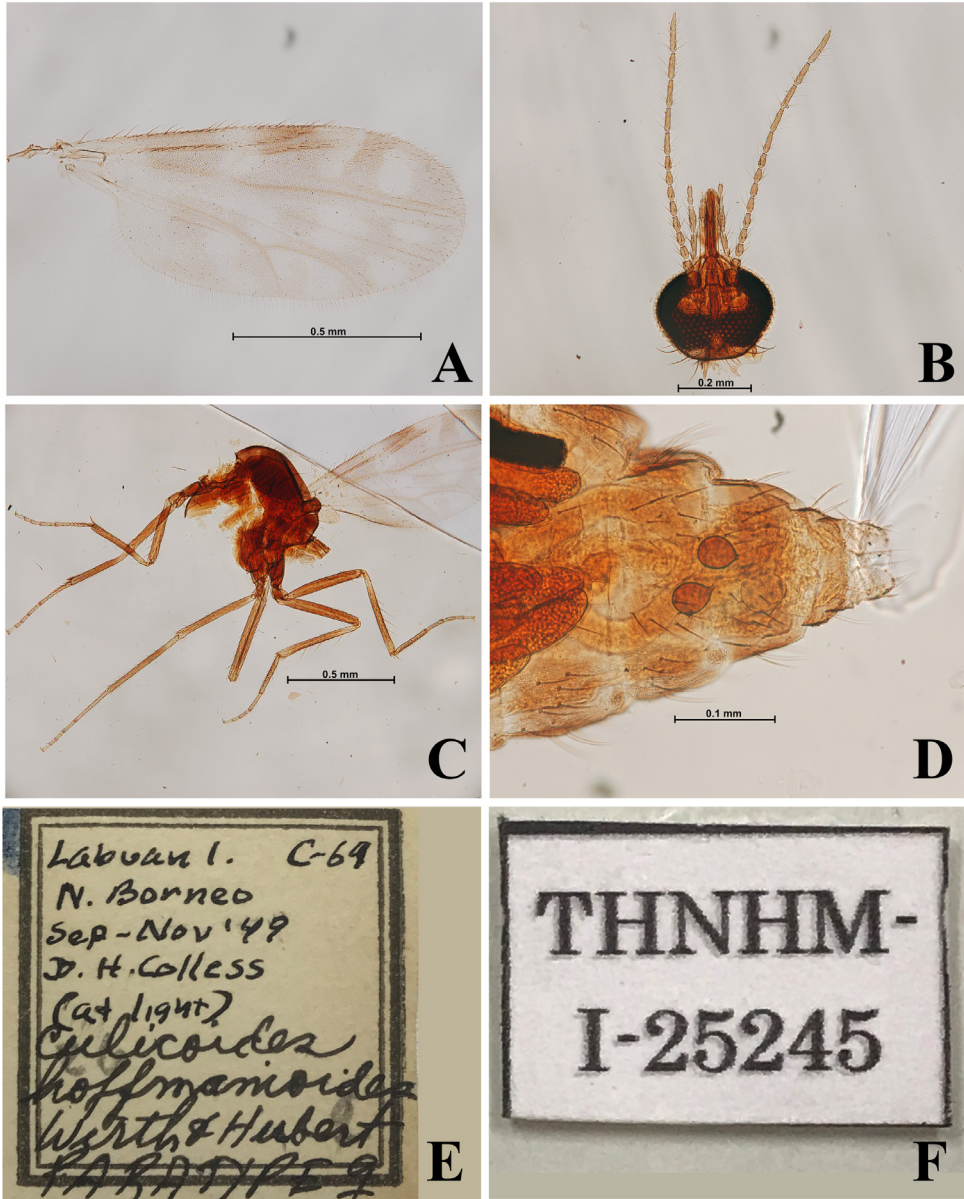 0.5 mm
A
0.2 mm
B
0.5 mm
C
0.1 mm
D
Labuan I. C-69
N. Borneo
Sep-Nov '49
D. H. Colless
(at light)
Culicoides
hoffmanioides
Wirth & Hubert
PARATYPE ♀
E
THNHM-
I-25245
F